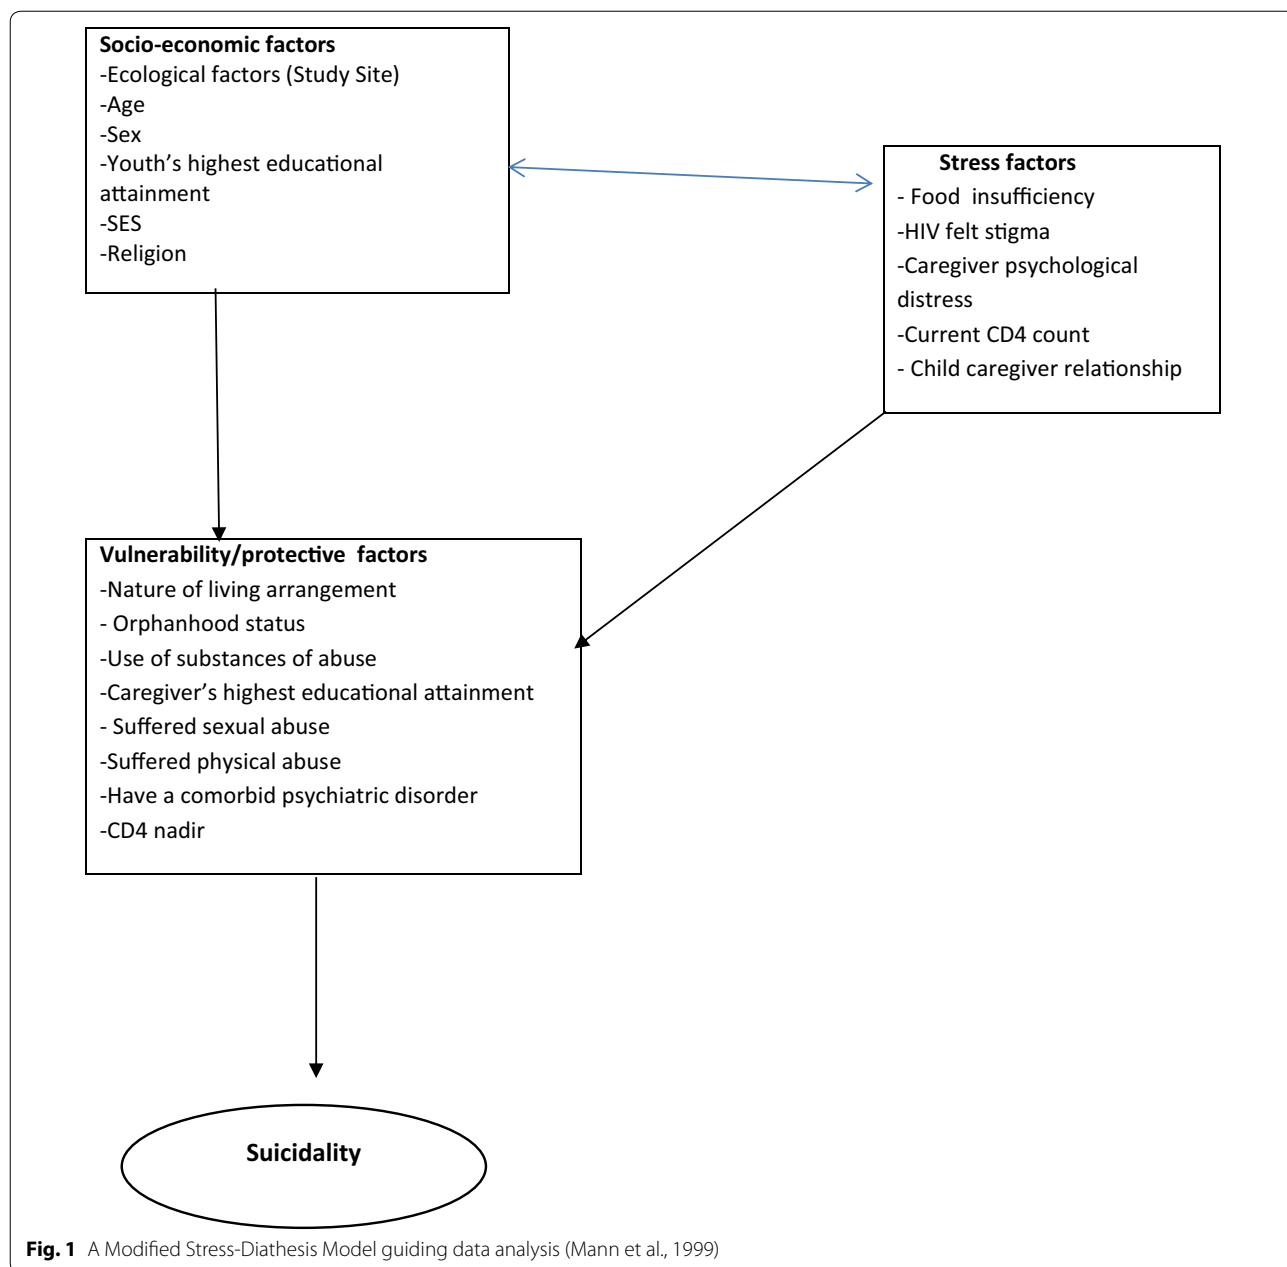 Socio-economic factors
-Ecological factors (Study Site)
-Age
-Sex
-Youth’s highest educational
attainment
-SES
-Religion
Stress factors
- Food  insufficiency
-HIV felt stigma
-Caregiver psychological
distress
-Current CD4 count
- Child caregiver relationship
Vulnerability/protective  factors
-Nature of living arrangement
- Orphanhood status
-Use of substances of abuse
-Caregiver’s highest educational attainment
- Suffered sexual abuse
-Suffered physical abuse
-Have a comorbid psychiatric disorder
-CD4 nadir
Suicidality
Fig. 1  A Modified Stress-Diathesis Model guiding data analysis (Mann et al., 1999)